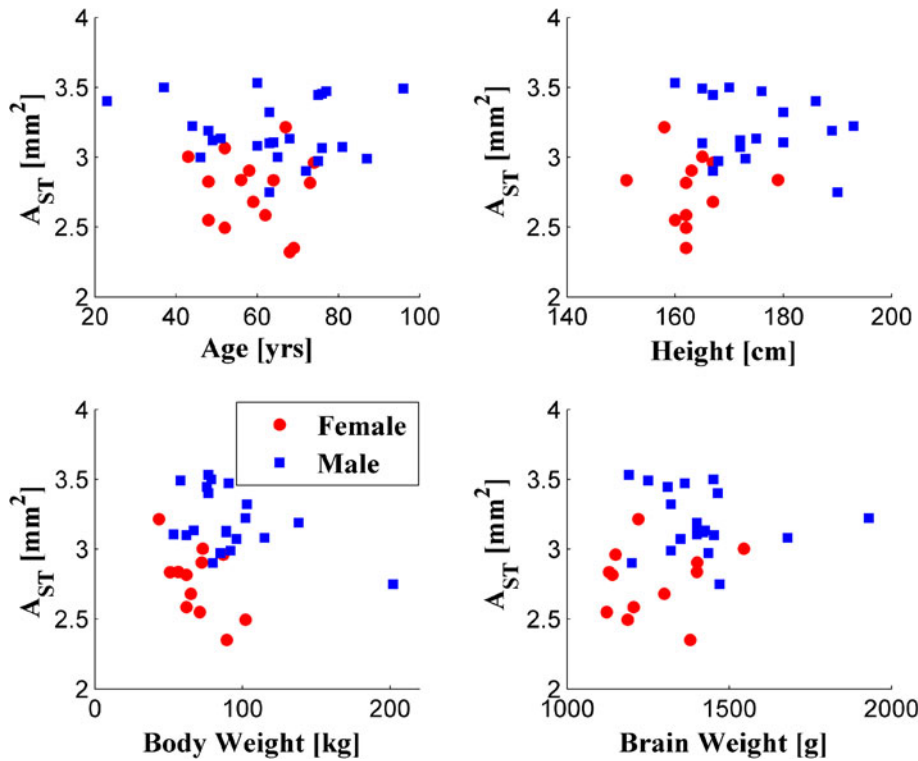 4
3.5
3
2.5
2
A_ST [mm²]
20 40 60 80 100
Age [yrs]
4
3.5
3
2.5
2
A_ST [mm²]
140 160 180 200
Height [cm]
4
3.5
3
2.5
2
A_ST [mm²]
Female
Male
0 100 200
Body Weight [kg]
4
3.5
3
2.5
2
A_ST [mm²]
1000 1500 2000
Brain Weight [g]